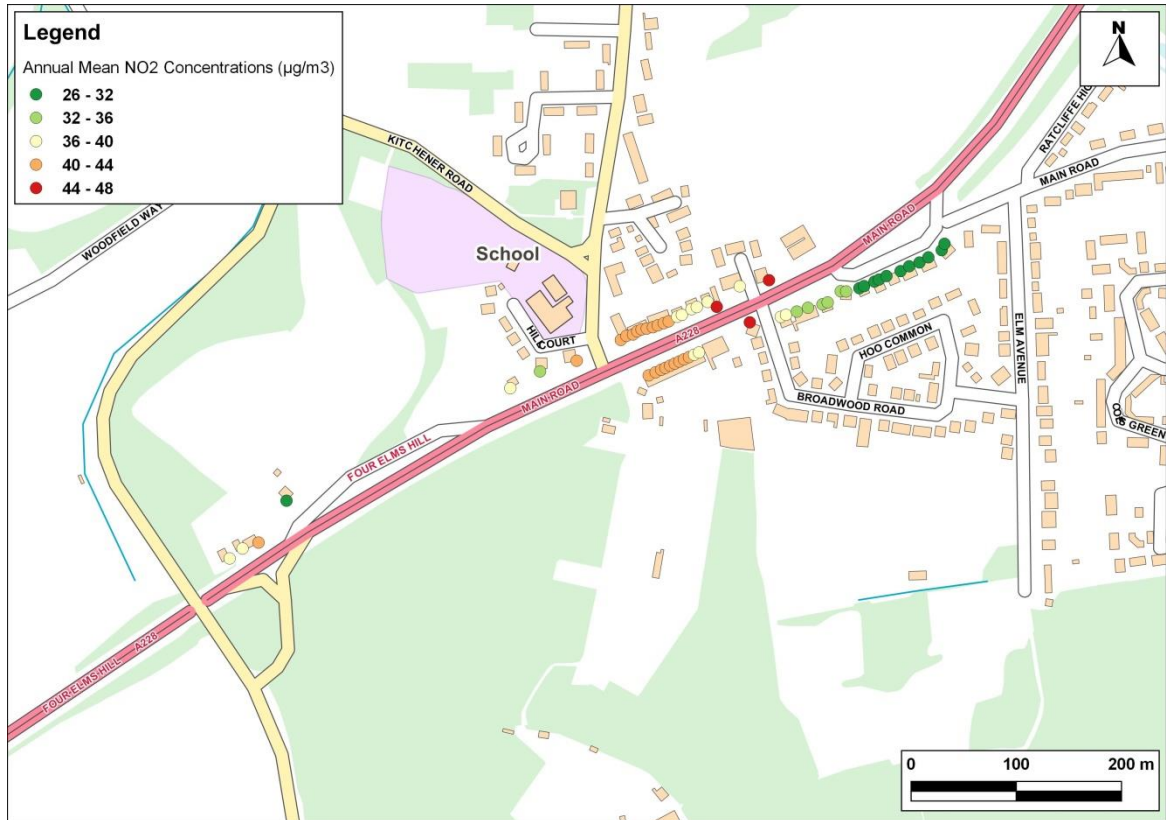 Legend
Annual Mean NO2 Concentrations (µg/m3)
26 - 32
32 - 36
36 - 40
40 - 44
44 - 48
N
KITCHENER ROAD
WOODFIELD WAY
School
HILL
COURT
RATCLIFFE HIG
MAIN ROAD
MAIN ROAD
A228
ELM AVENUE
HOO COMMON
MAIN ROAD
BROADWOOD ROAD
GREEN
FOUR ELMS HILL
FOUR ELMS HILL
A228
0
100
200 m